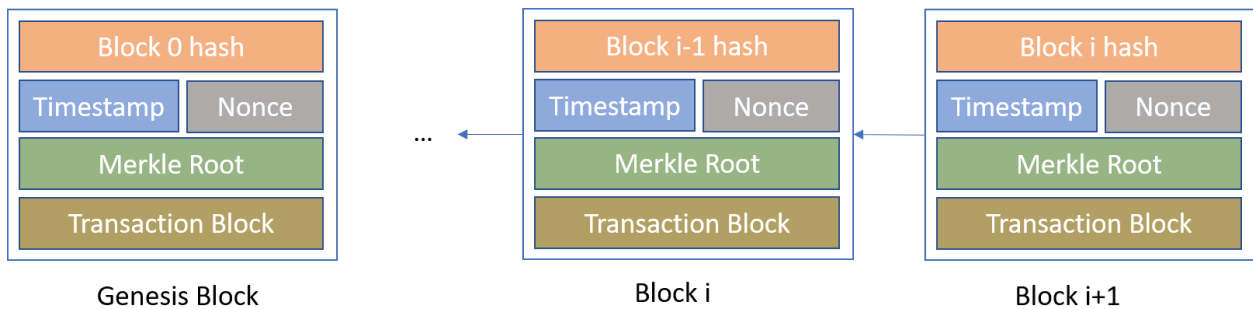 Block 0 hash
Timestamp Nonce
Merkle Root
Transaction Block
Genesis Block
...
Block i-1 hash
Timestamp Nonce
Merkle Root
Transaction Block
Block i
Block i hash
Timestamp Nonce
Merkle Root
Transaction Block
Block i+1